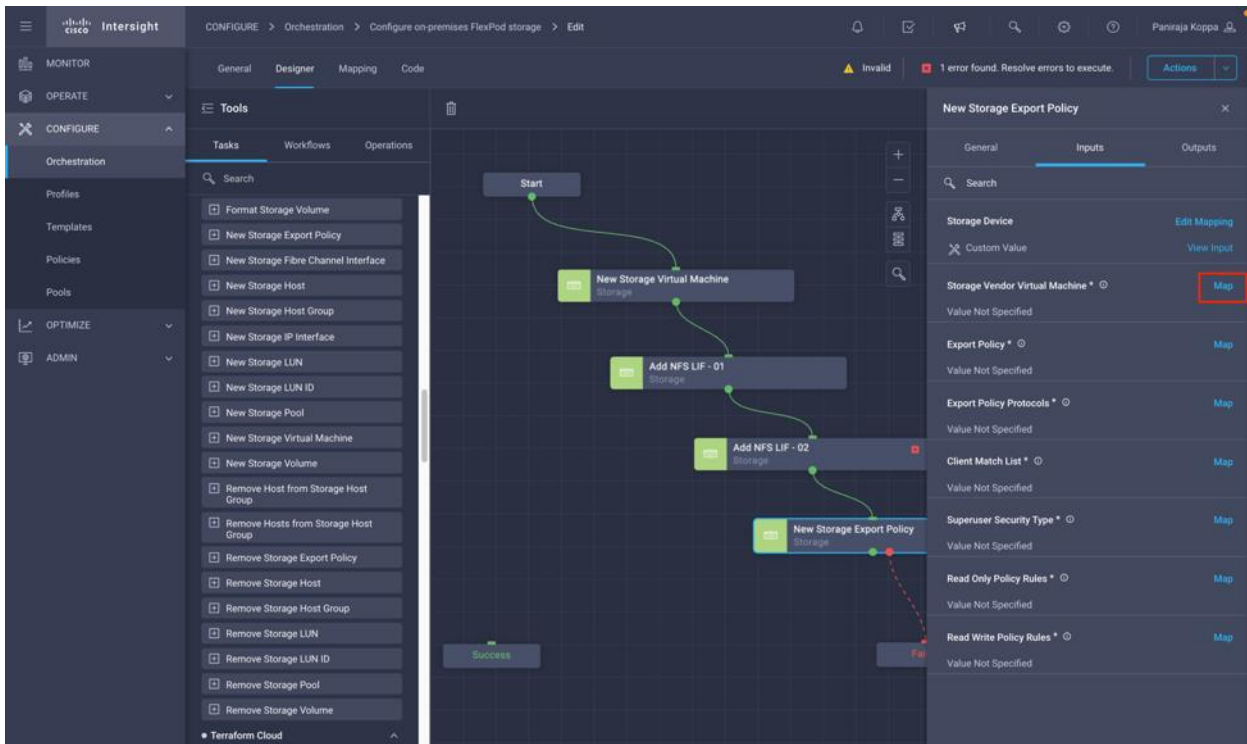 cisco Intersight
CONFIGURE > Orchestration > Configure on-premises FlexPod storage > Edit
Paniraja Koppa
MONITOR
OPERATE
CONFIGURE
Orchestration
Profiles
Templates
Policies
Pools
OPTIMIZE
ADMIN
General
Designer
Mapping
Code
Invalid
1 error found. Resolve errors to execute.
Actions
Tools
Tasks
Workflows
Operations
Search
Format Storage Volume
New Storage Export Policy
New Storage Fibre Channel Interface
New Storage Host
New Storage Host Group
New Storage IP Interface
New Storage LUN
New Storage LUN ID
New Storage Pool
New Storage Virtual Machine
New Storage Volume
Remove Host from Storage Host
Group
Remove Hosts from Storage Host
Group
Remove Storage Export Policy
Remove Storage Host
Remove Storage Host Group
Remove Storage LUN
Remove Storage LUN ID
Remove Storage Pool
Remove Storage Volume
Terraform Cloud
Start
New Storage Virtual Machine
Storage
Add NFS LIF - 01
Storage
Add NFS LIF - 02
Storage
New Storage Export Policy
Storage
Success
Fai
New Storage Export Policy
General
Inputs
Outputs
Search
Storage Device
Edit Mapping
Custom Value
View Input
Storage Vendor Virtual Machine *
Map
Value Not Specified
Export Policy *
Map
Value Not Specified
Export Policy Protocols *
Map
Value Not Specified
Client Match List *
Map
Value Not Specified
Superuser Security Type *
Map
Value Not Specified
Read Only Policy Rules *
Map
Value Not Specified
Read Write Policy Rules *
Map
Value Not Specified